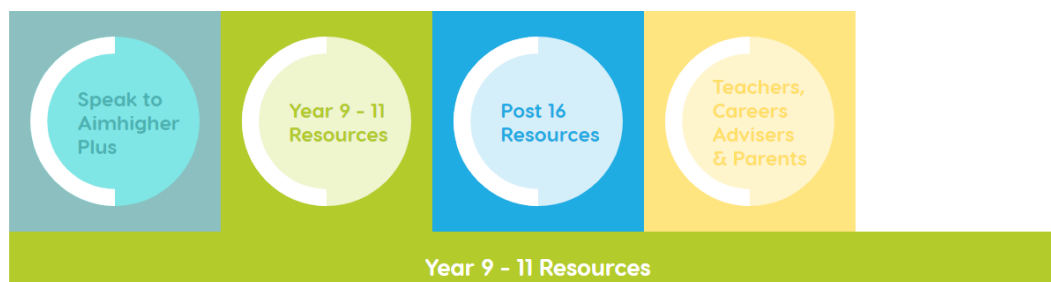 Speak to
Aimhigher
Plus
Year 9 - 11
Resources
Post 16
Resources
Teachers,
Careers
Advisers
& Parents
Year 9 - 11 Resources